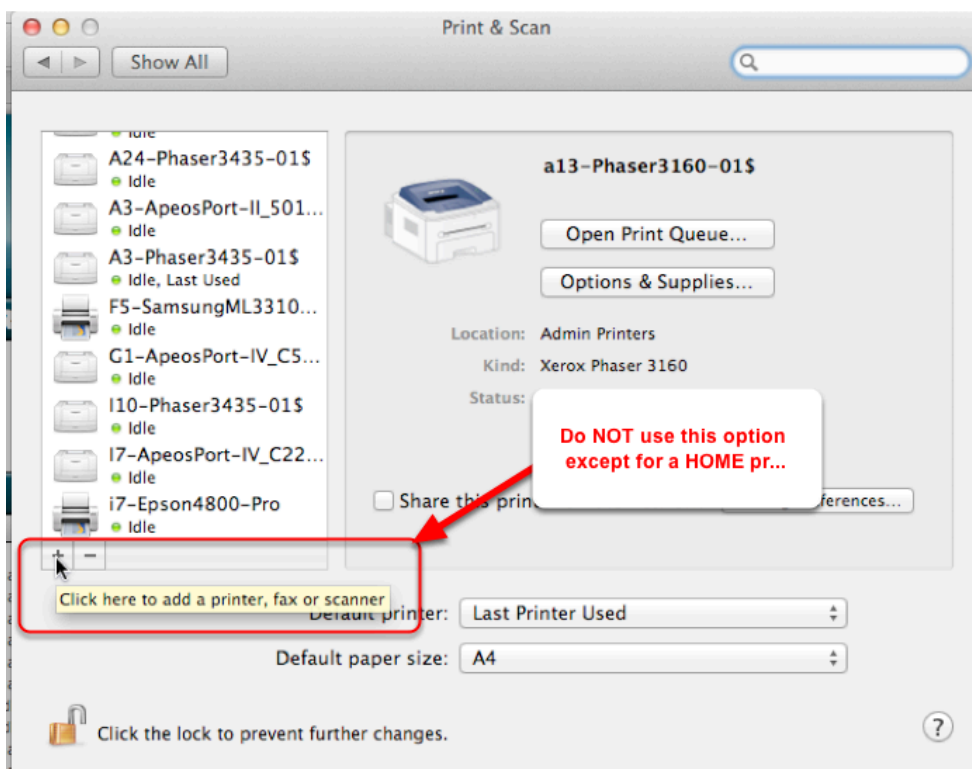 Print & Scan
Show All
Idle
A24-Phaser3435-01$
Idle
A3-ApeosPort-II_501...
Idle
A3-Phaser3435-01$
Idle, Last Used
F5-SamsungML3310...
Idle
G1-ApeosPort-IV_C5...
Idle
I10-Phaser3435-01$
Idle
I7-ApeosPort-IV_C22...
Idle
i7-Epson4800-Pro
Idle
+ −
Click here to add a printer, fax or scanner
a13-Phaser3160-01$
Open Print Queue...
Options & Supplies...
Location: Admin Printers
Kind: Xerox Phaser 3160
Status:
Do NOT use this option
except for a HOME pr...
Share this
printer: Last Printer Used
Default paper size: A4
Click the lock to prevent further changes.
?